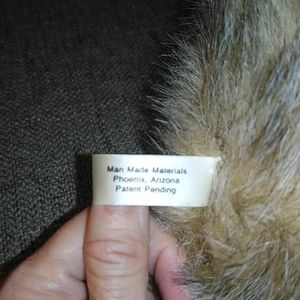 Man Made Materials
Phoenix, Arizona
Patent Pending